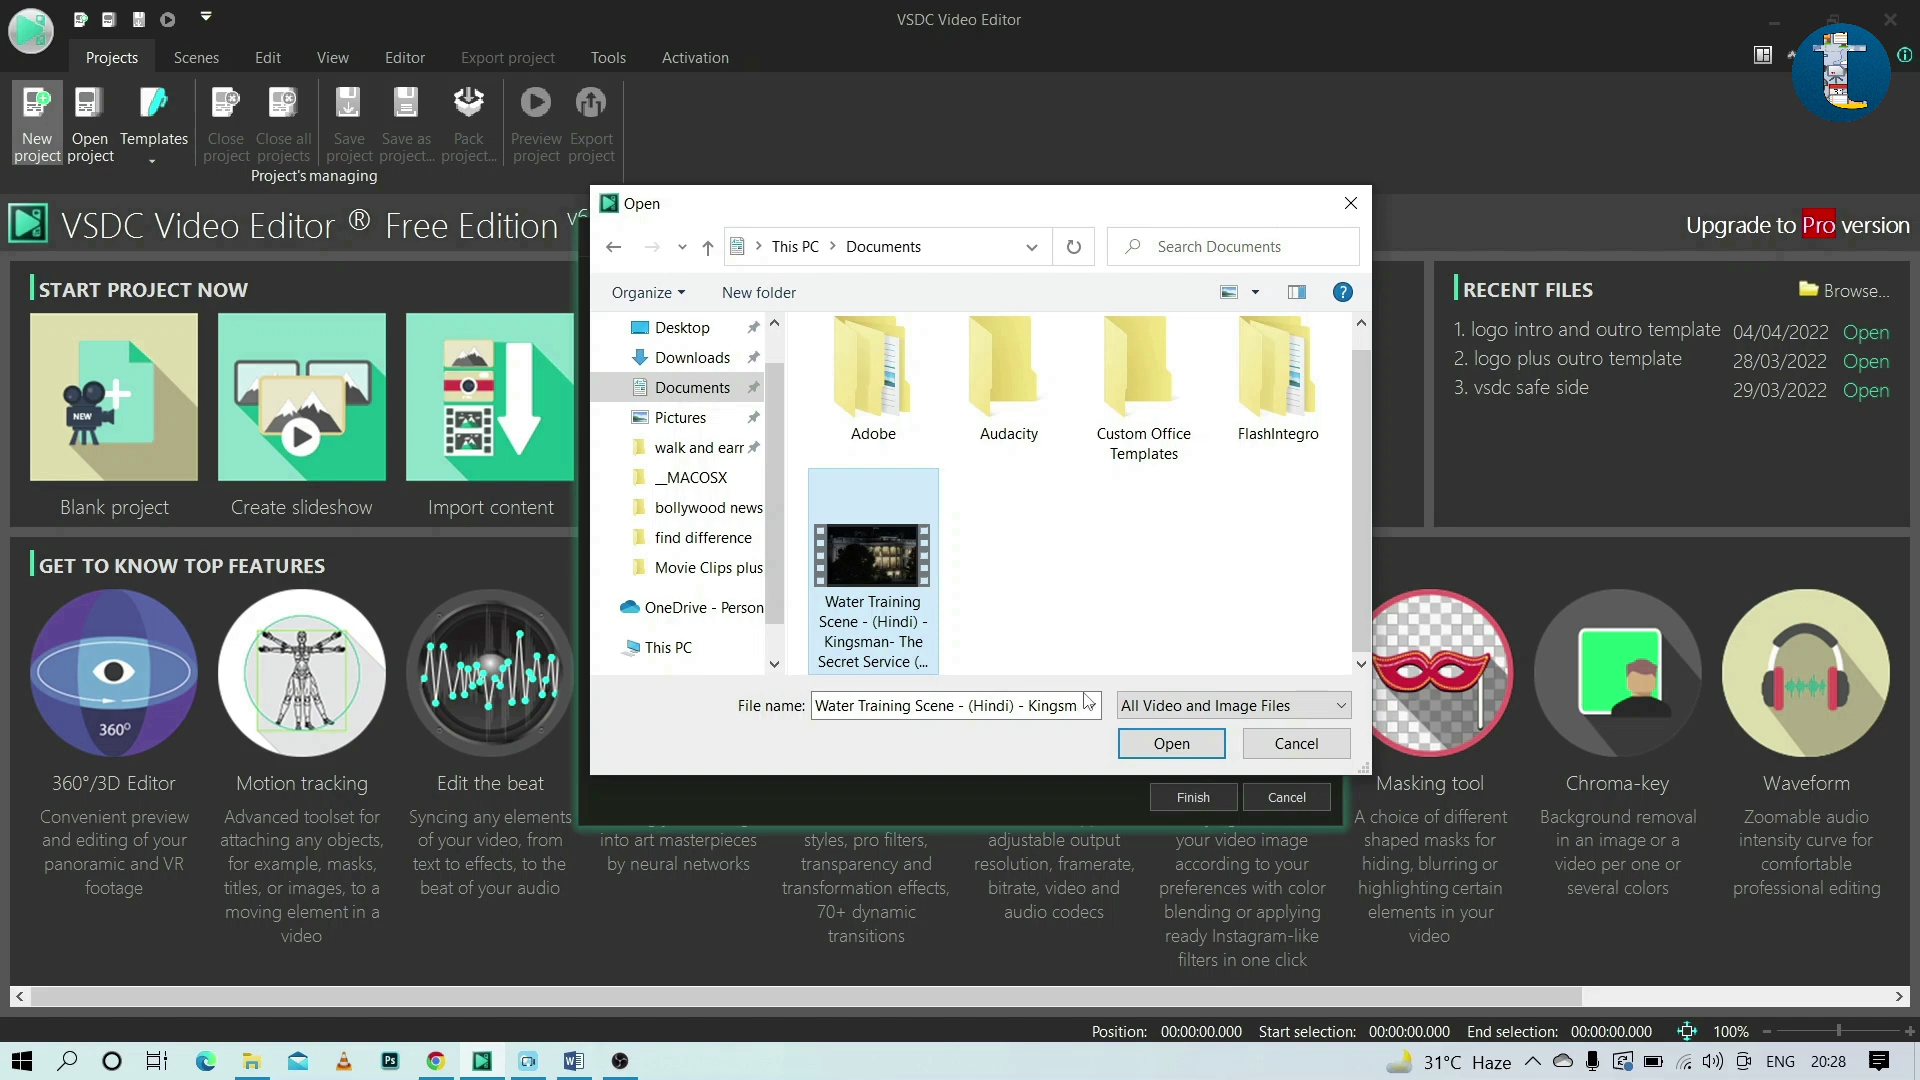 VSDC Video Editor
Projects
Scenes
Edit
View
Editor
Export project
Tools
Activation
New project
Open project
Templates
Close project
Close all projects
Save project
Save as project...
Pack project...
Preview project
Export project
Project's managing
VSDC Video Editor ® Free Edition
Upgrade to Pro version
START PROJECT NOW
Blank project
Create slideshow
Import content
Open
This PC
Documents
Search Documents
Organize
New folder
Desktop
Downloads
Documents
Pictures
walk and earr
__MACOSX
bollywood news
find difference
Movie Clips plus
OneDrive - Person
This PC
Adobe
Audacity
Custom Office
Templates
FlashIntegro
Water Training
Scene - (Hindi) -
Kingsman- The
Secret Service (...
File name:
Water Training Scene - (Hindi) - Kingsm
All Video and Image Files
Open
Cancel
Finish
Cancel
RECENT FILES
Browse...
1. logo intro and outro template 04/04/2022 Open
2. logo plus outro template 28/03/2022 Open
3. vsdc safe side 29/03/2022 Open
GET TO KNOW TOP FEATURES
360°
360°/3D Editor
Convenient preview
and editing of your
panoramic and VR
footage
Motion tracking
Advanced toolset for
attaching any objects,
for example, masks,
titles, or images, to a
moving element in a
video
Edit the beat
Syncing any elements
of your video, from
text to effects, to the
beat of your audio
into art masterpieces
by neural networks
styles, pro filters,
transparency and
transformation effects,
70+ dynamic
transitions
adjustable output
resolution, framerate,
bitrate, video and
audio codecs
your video image
according to your
preferences with color
blending or applying
ready Instagram-like
filters in one click
Masking tool
A choice of different
shaped masks for
hiding, blurring or
highlighting certain
elements in your
video
Chroma-key
Background removal
in an image or a
video per one or
several colors
Waveform
Zoomable audio
intensity curve for
comfortable
professional editing
Position: 00:00:00.000 Start selection: 00:00:00.000 End selection: 00:00:00.000 100%
31°C Haze ENG 20:28